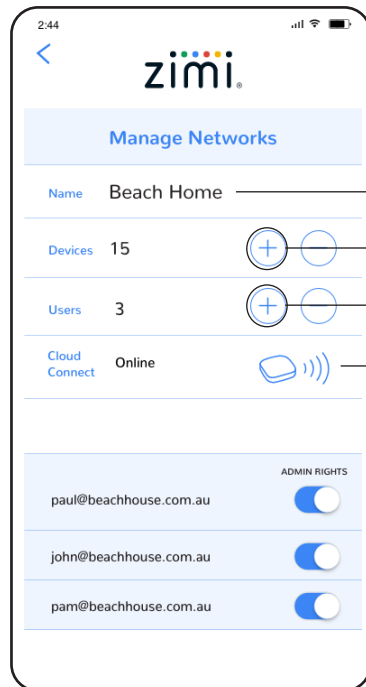 2:44
zimi®
Manage Networks
Name Beach Home
Devices 15
Users 3
Cloud
Connect Online
ADMIN RIGHTS
paul@beachhouse.com.au
john@beachhouse.com.au
pam@beachhouse.com.au